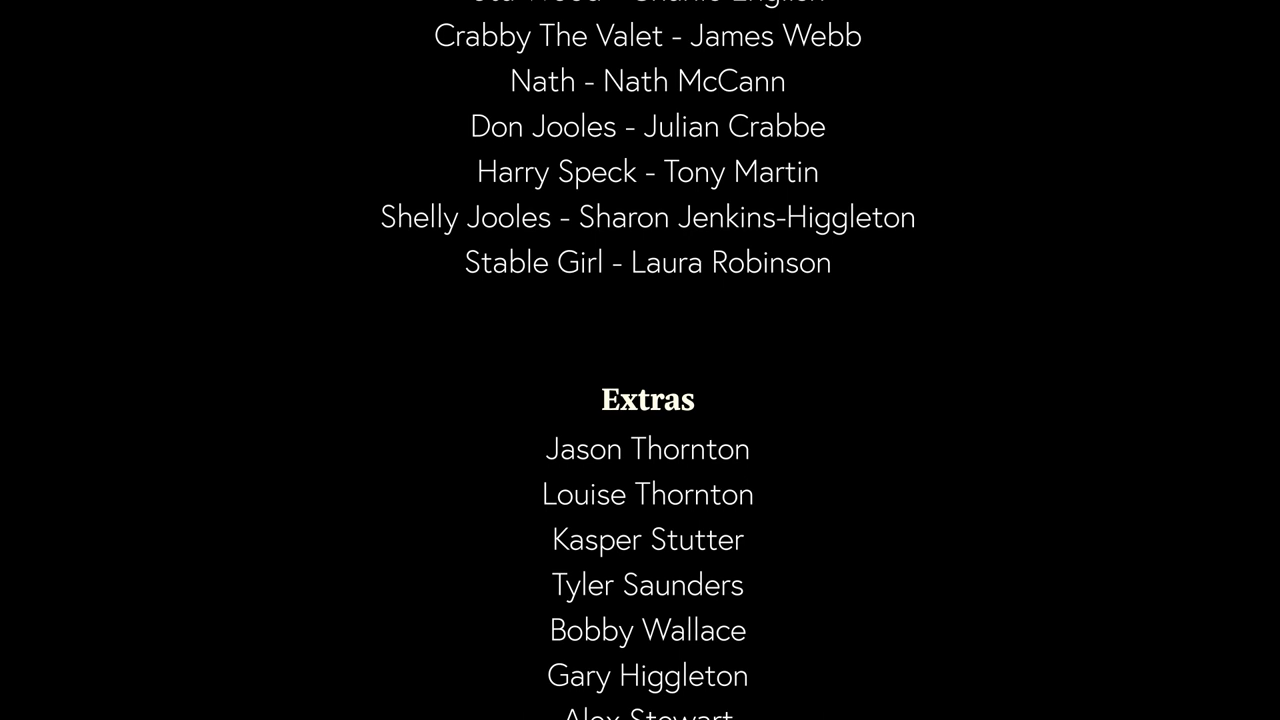 Crabby The Valet - James Webb
Nath - Nath McCann
Don Jooles - Julian Crabbe
Harry Speck - Tony Martin
Shelly Jooles - Sharon Jenkins-Higgleton
Stable Girl - Laura Robinson
Extras
Jason Thornton
Louise Thornton
Kasper Stutter
Tyler Saunders
Bobby Wallace
Gary Higgleton
Alex Stewart